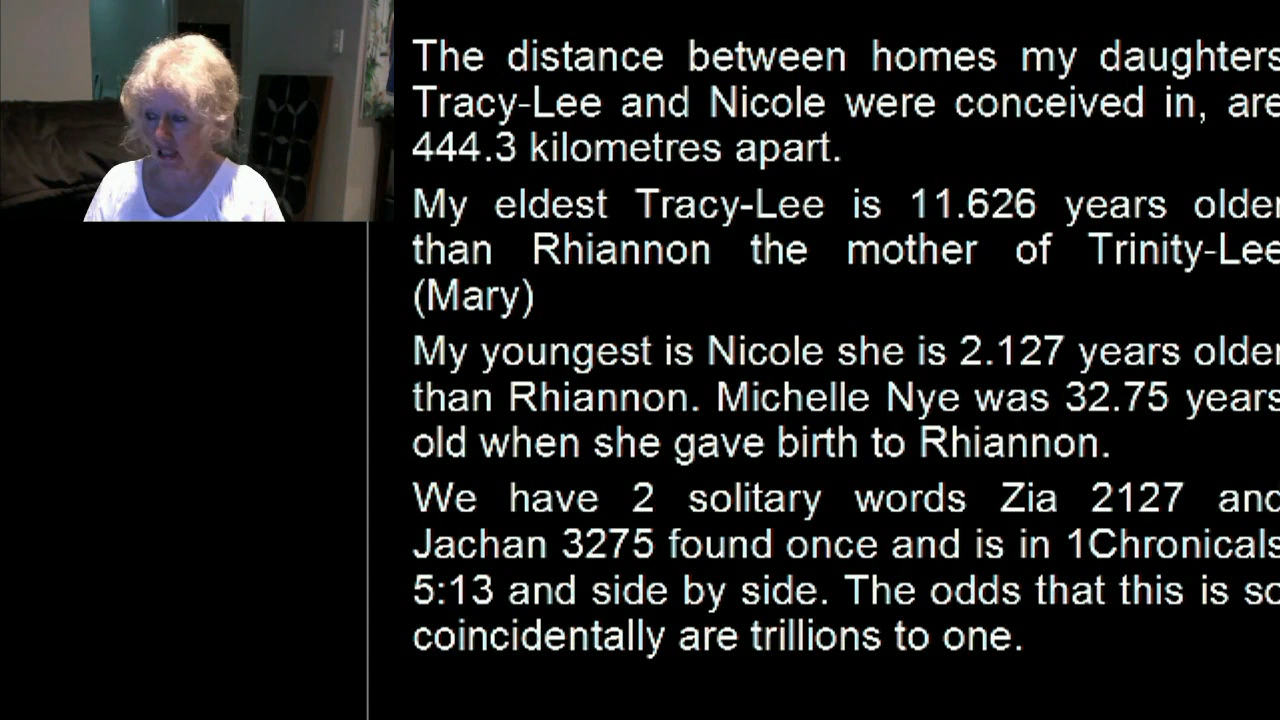 The distance between homes my daughters
Tracy-Lee and Nicole were conceived in, are
444.3 kilometres apart.
My eldest Tracy-Lee is 11.626 years older
than Rhiannon the mother of Trinity-Lee
(Mary)
My youngest is Nicole she is 2.127 years older
than Rhiannon. Michelle Nye was 32.75 years
old when she gave birth to Rhiannon.
We have 2 solitary words Zia 2127 and
Jachan 3275 found once and is in 1Chronicals
5:13 and side by side. The odds that this is so
coincidentally are trillions to one.